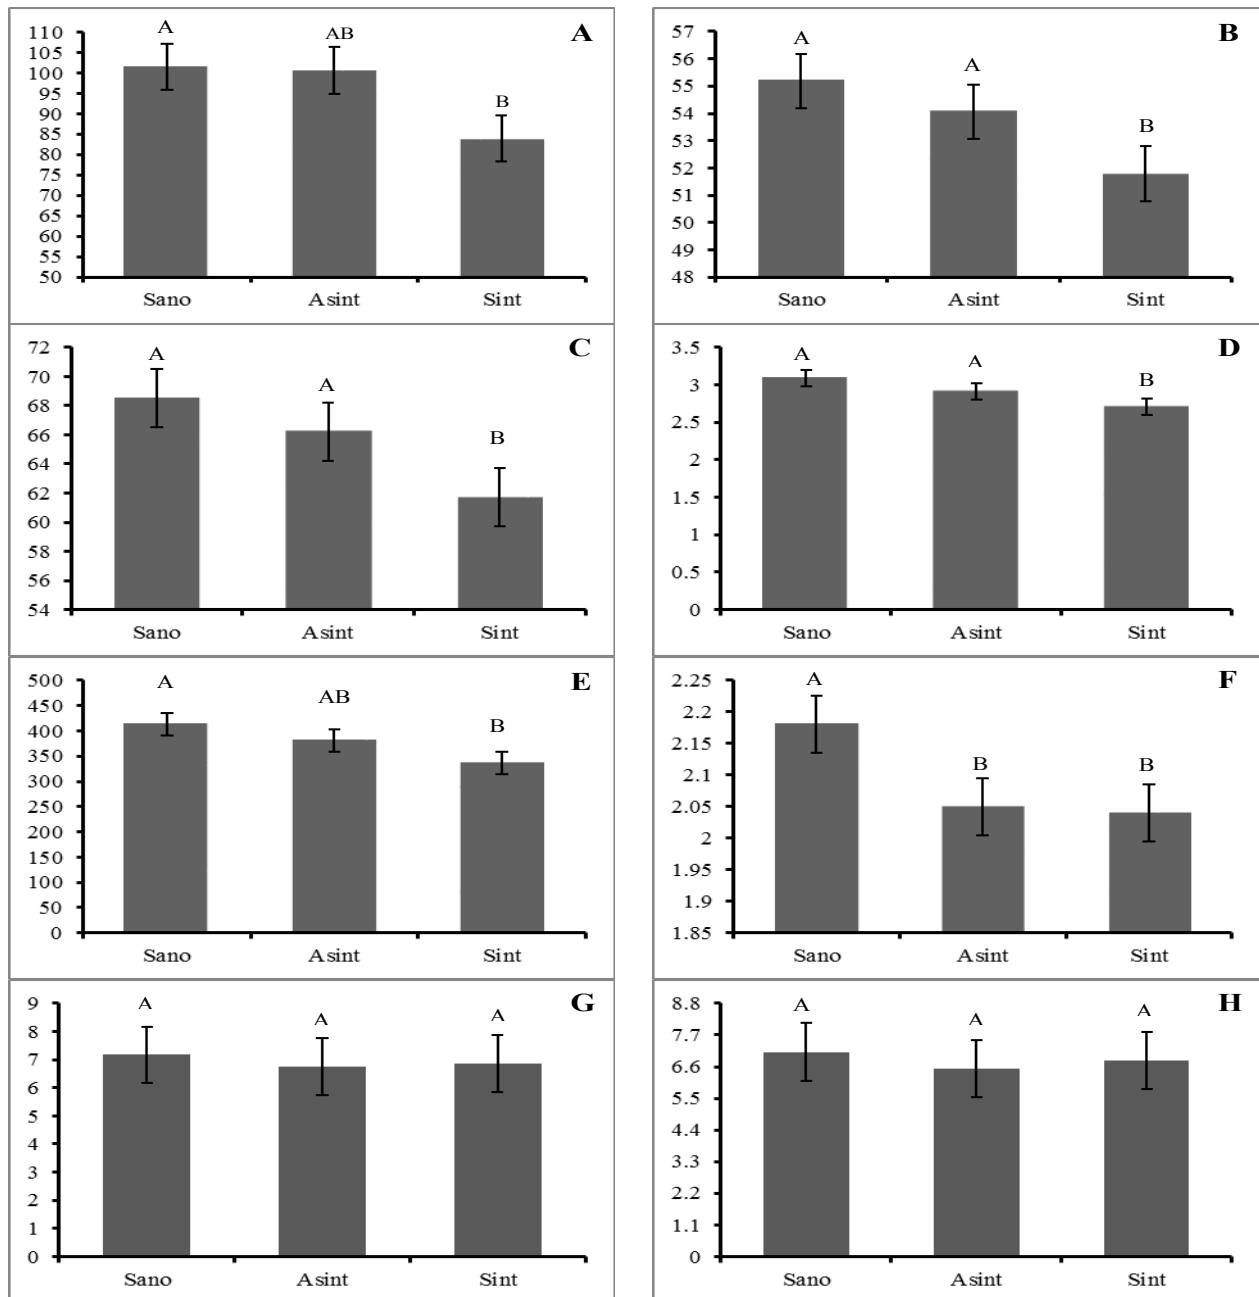 A
110
105
100
95
90
85
80
75
70
65
60
55
50
A
AB
B
Sano Asint Sint
B
57
56
55
54
53
52
51
50
49
48
A
A
B
Sano Asint Sint
C
72
70
68
66
64
62
60
58
56
54
A
A
B
Sano Asint Sint
D
3.5
3
2.5
2
1.5
1
0.5
0
A
A
B
Sano Asint Sint
E
500
450
400
350
300
250
200
150
100
50
0
A
AB
B
Sano Asint Sint
F
2.25
2.2
2.15
2.1
2.05
2
1.95
1.9
1.85
A
B
B
Sano Asint Sint
G
9
8
7
6
5
4
3
2
1
0
A
A
A
Sano Asint Sint
H
8.8
7.7
6.6
5.5
4.4
3.3
2.2
1.1
0
A
A
A
Sano Asint Sint